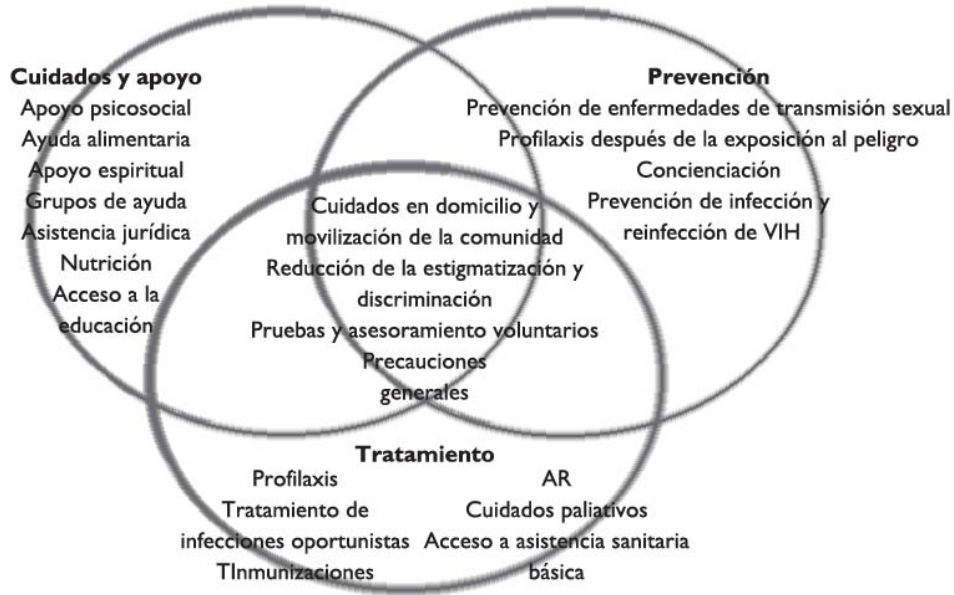 Cuidados y apoyo
Apoyo psicosocial
Ayuda alimentaria
Apoyo espiritual
Grupos de ayuda
Asistencia jurídica
Nutrición
Acceso a la
educación
Prevención
Prevención de enfermedades de transmisión sexual
Profilaxis después de la exposición al peligro
Concienciación
Prevención de infección y
reinfección de VIH
Cuidados en domicilio y
movilización de la comunidad
Reducción de la estigmatización y
discriminación
Pruebas y asesoramiento voluntarios
Precauciones
generales
Tratamiento
Profilaxis
Tratamiento de
infecciones oportunistas
TInmunizaciones
AR
Cuidados paliativos
Acceso a asistencia sanitaria
básica